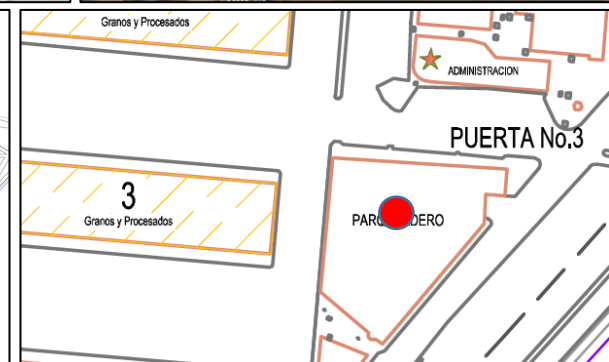 Granos y Procesados
ADMINISTRACION
PUERTA No.3
3
Granos y Procesados